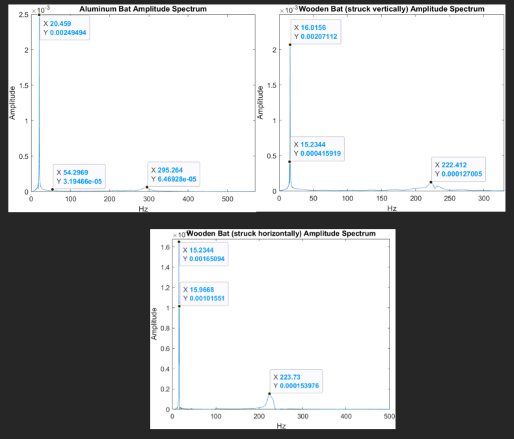 Aluminum Bat Amplitude Spectrum
×10⁻³
2.5
2
1.5
1
0.5
0
Amplitude
X 20.459
Y 0.00249494
X 54.2969
Y 3.19466e-05
X 295.264
Y 6.46928e-05
0 100 200 300 400 500
Hz
Wooden Bat (struck vertically) Amplitude Spectrum
×10⁻³
2.5
2
1.5
1
0.5
0
Amplitude
X 16.0156
Y 0.00207112
X 15.2344
Y 0.000415919
X 222.412
Y 0.000127005
0 50 100 150 200 250 300
Hz
Wooden Bat (struck horizontally) Amplitude Spectrum
1.6
1.4
1.2
1
0.8
0.6
0.4
0.2
0
Amplitude
X 15.2344
Y 0.00165094
X 15.9668
Y 0.00101551
X 223.73
Y 0.000153976
0 100 200 300 400 500
Hz